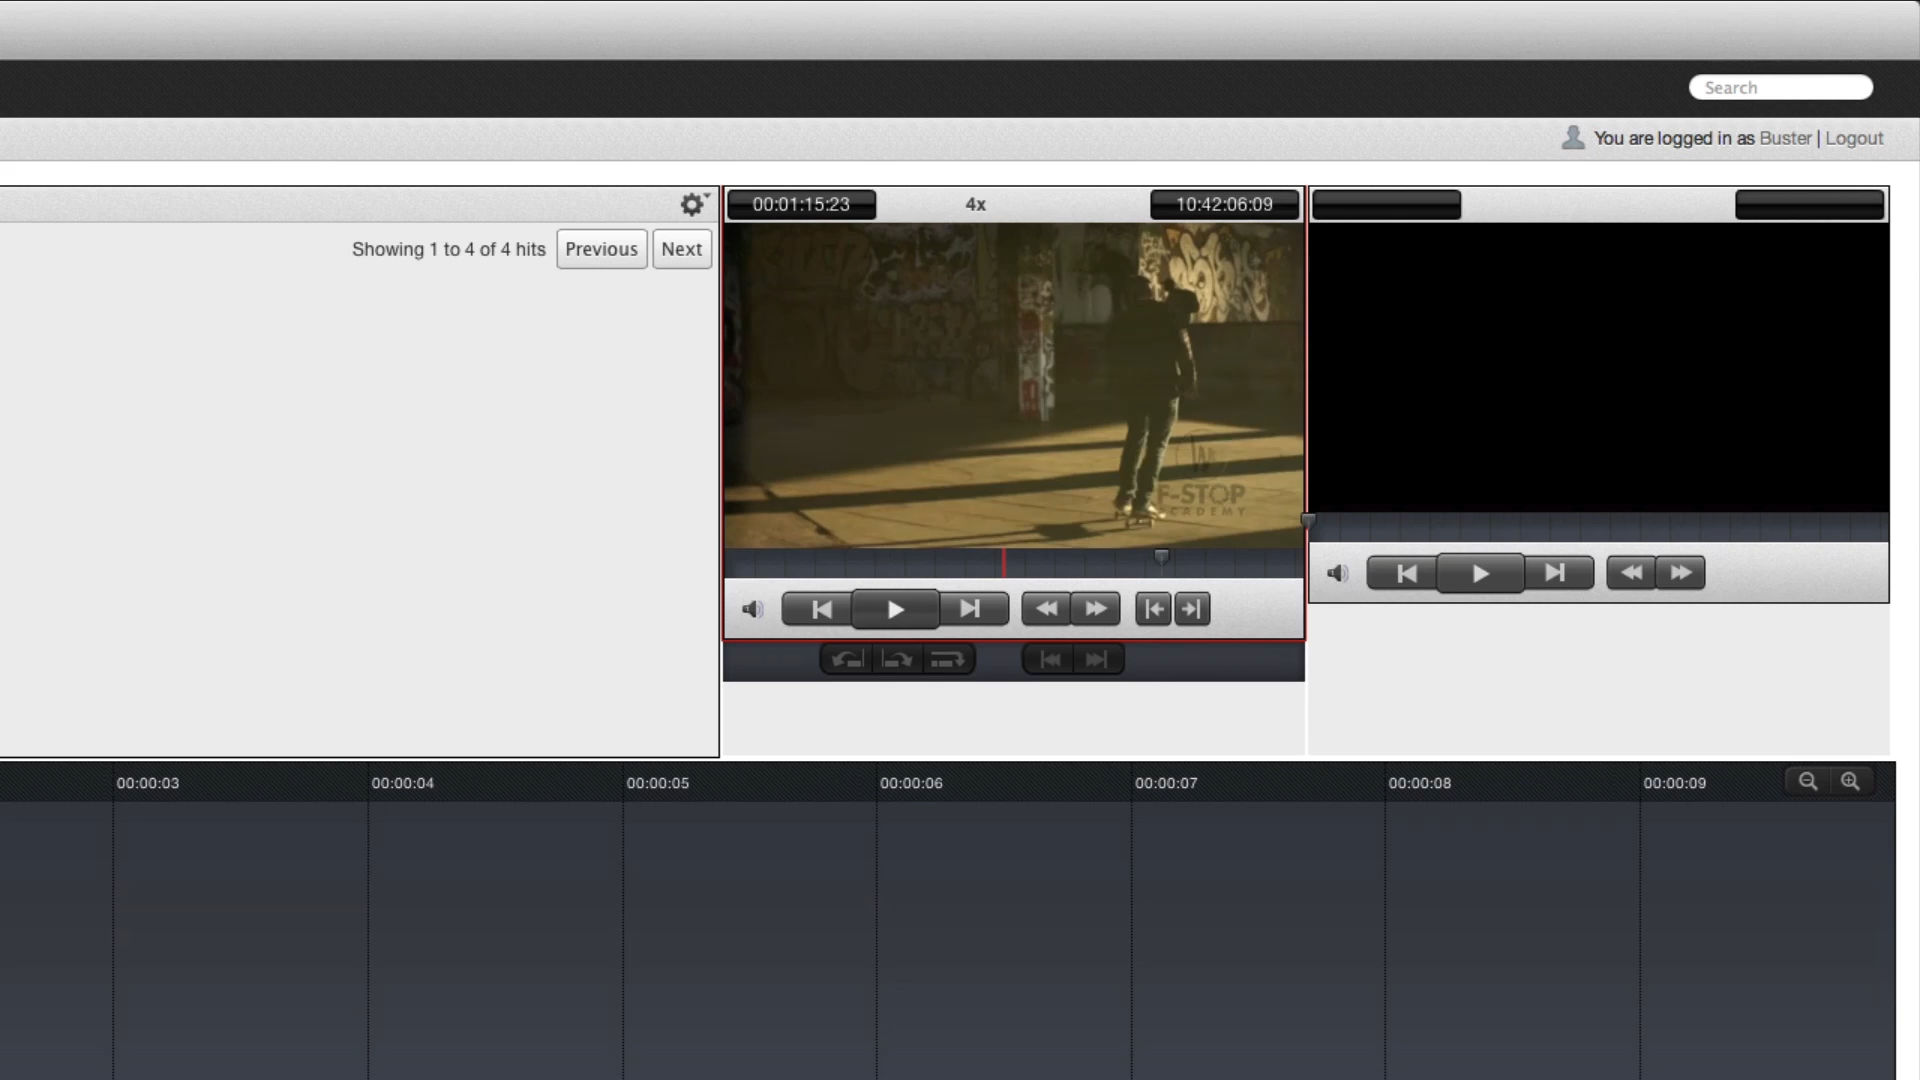 Search
You are logged in as Buster | Logout
00:01:15:23 4x 10:42:06:09
Showing 1 to 4 of 4 hits Previous Next
F-STOP
CADEMY
00:00:03 00:00:04 00:00:05 00:00:06 00:00:07 00:00:08 00:00:09